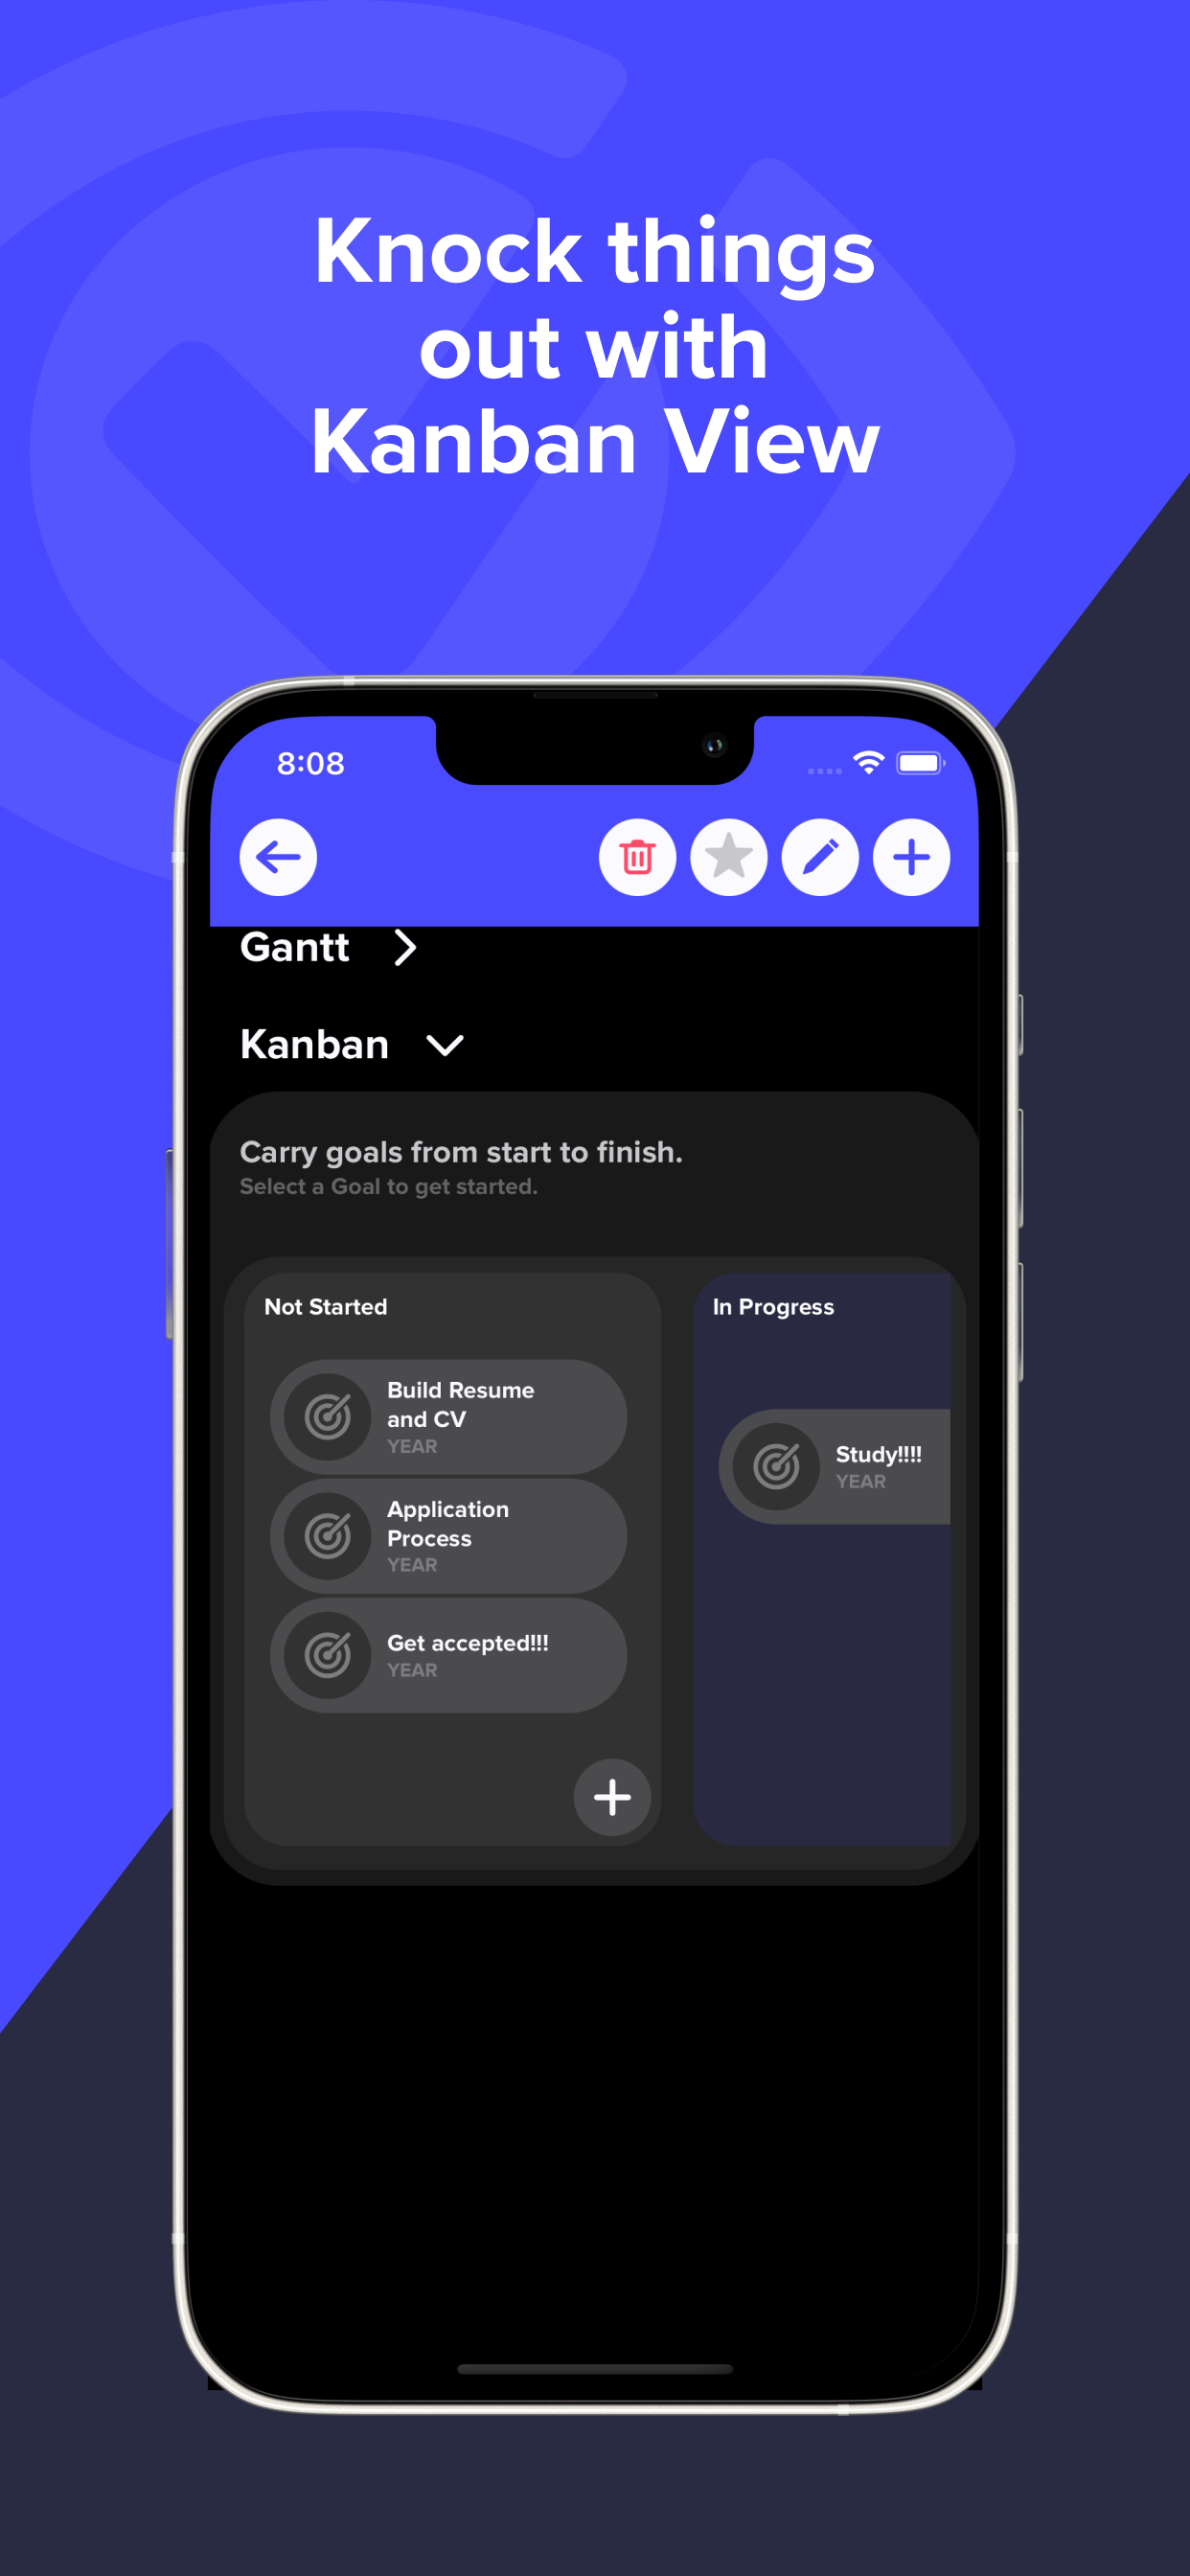 Knock things
out with
Kanban View
8:08
Gantt
Kanban
Carry goals from start to finish.
Select a Goal to get started.
Not Started
Build Resume
and CV
YEAR
Application
Process
YEAR
Get accepted!!!
YEAR
In Progress
Study!!!!
YEAR